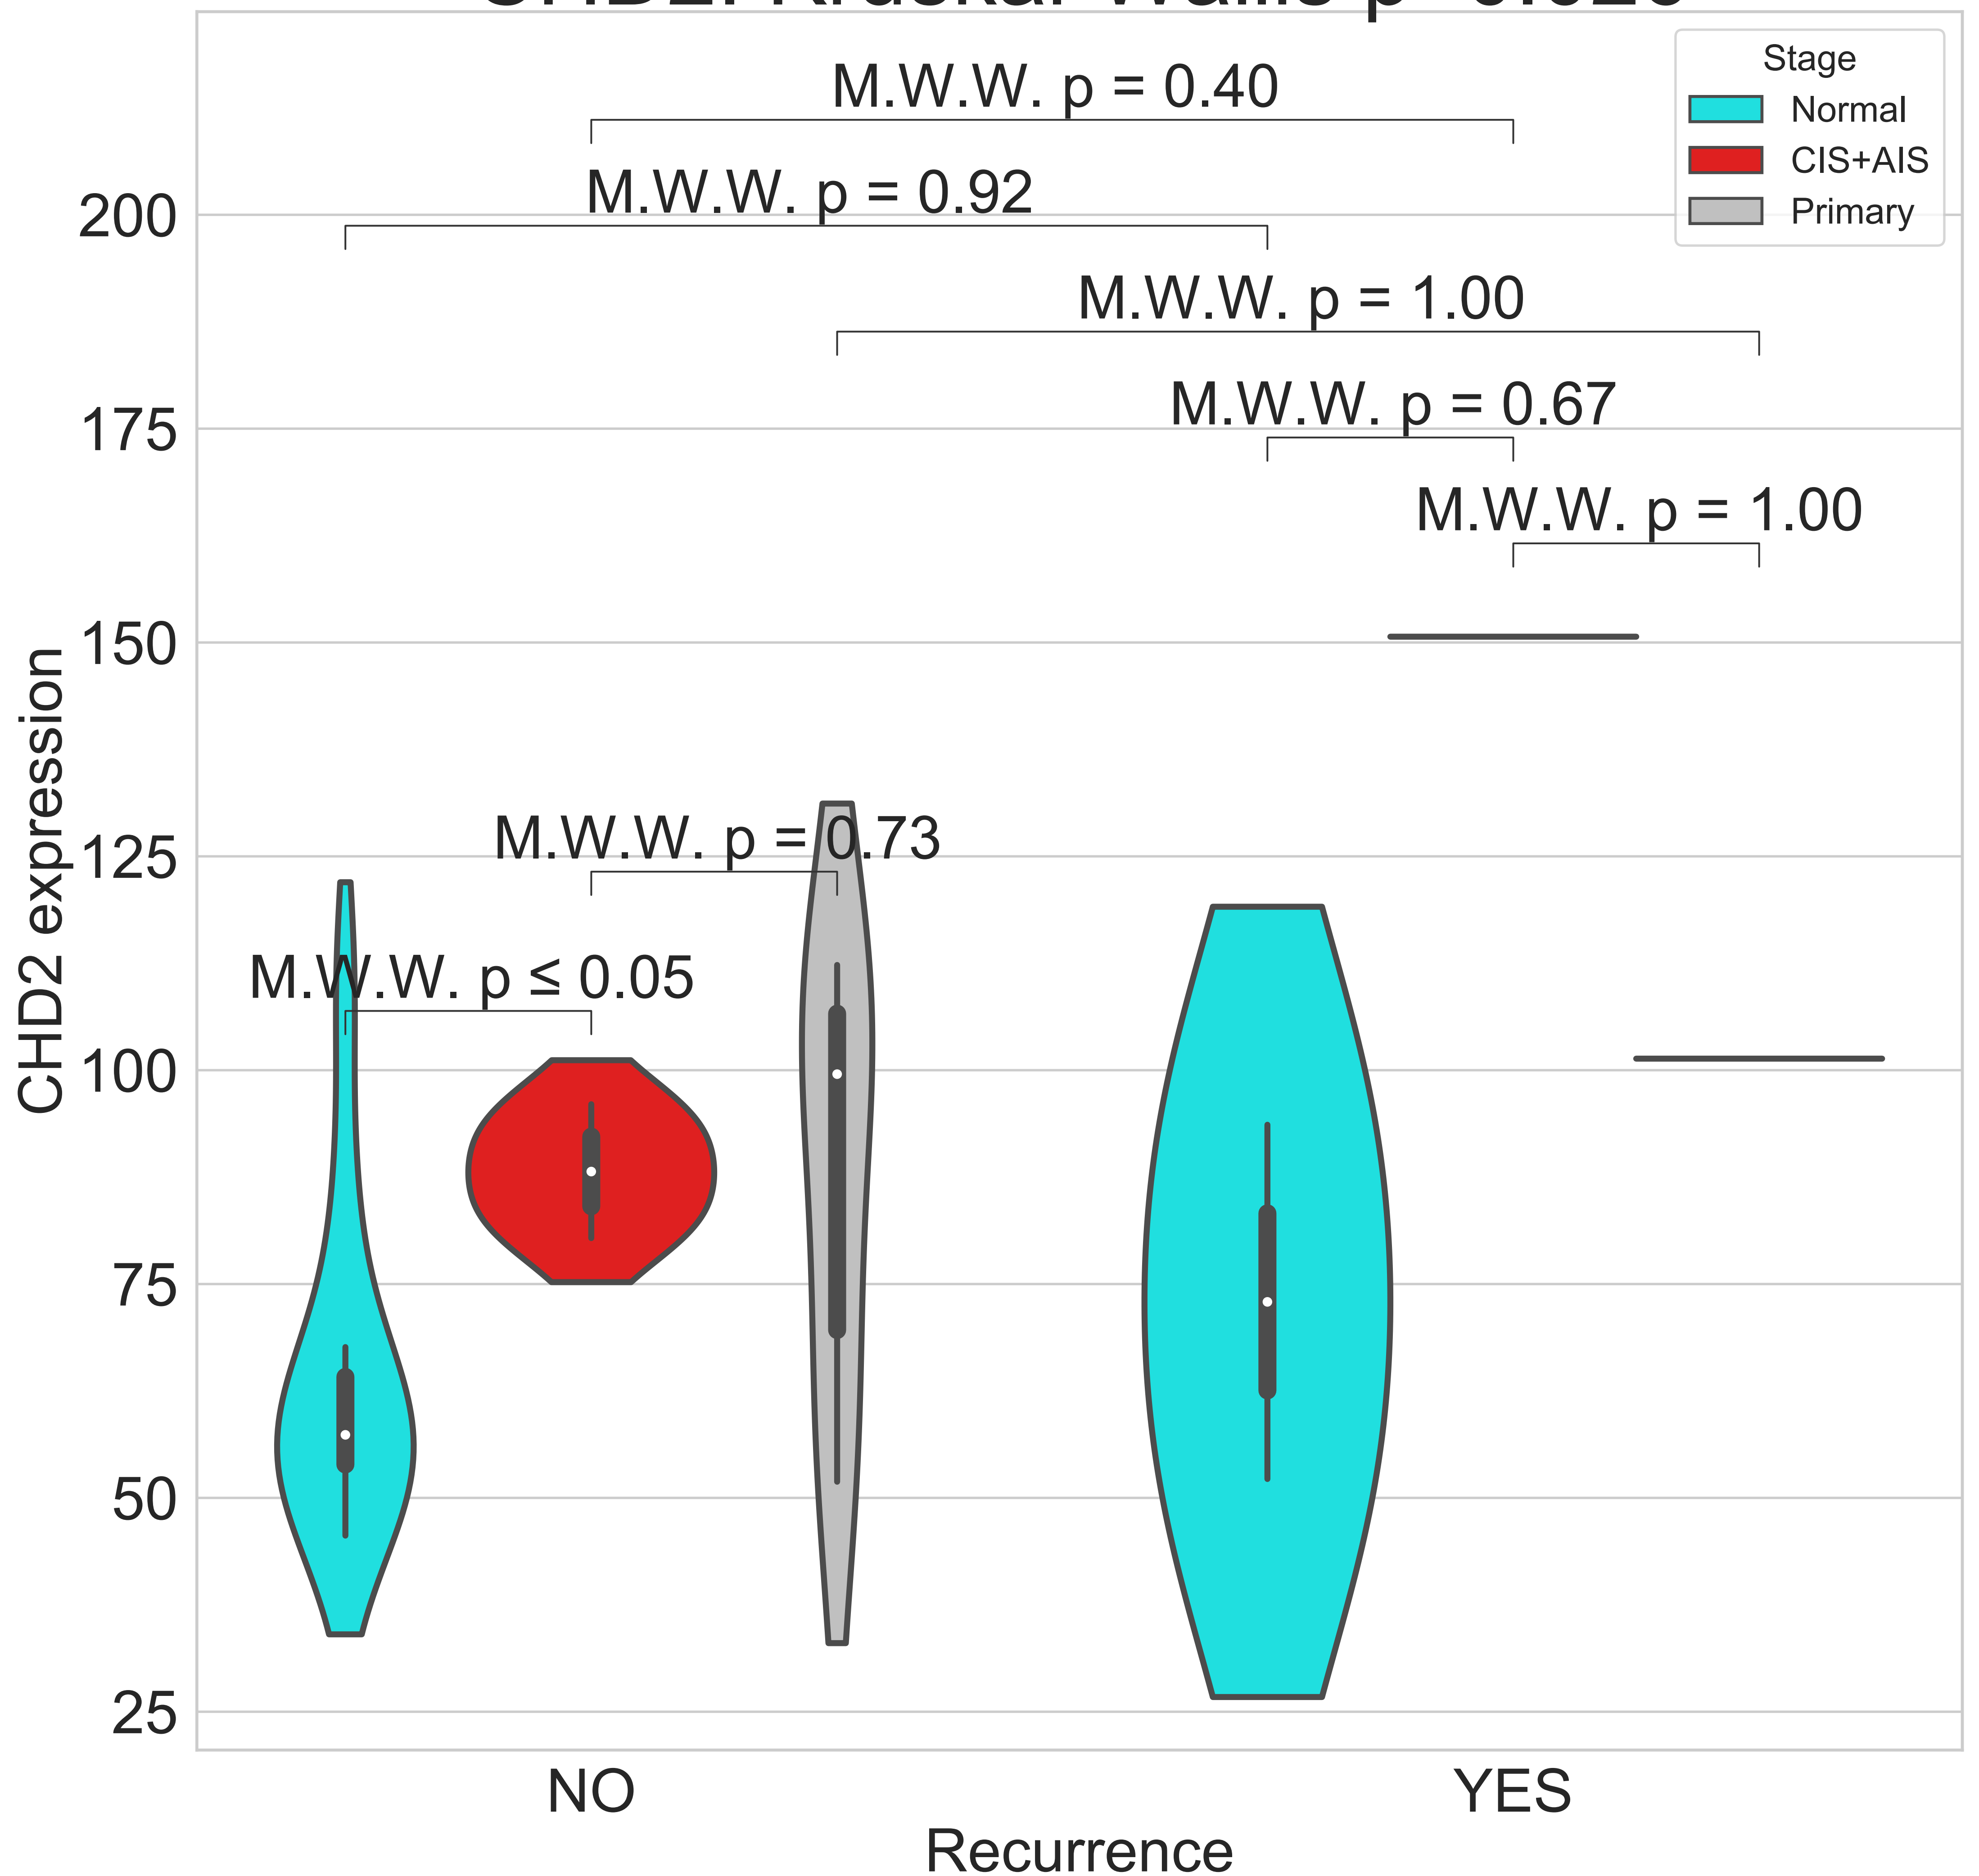 Stage
Normal
CIS+AIS
Primary
M.W.W. p = 0.40
M.W.W. p = 0.92
M.W.W. p = 1.00
M.W.W. p = 0.67
M.W.W. p = 1.00
M.W.W. p = 0.73
M.W.W. p ≤ 0.05
200
175
150
125
100
75
50
25
CHD2 expression
NO
YES
Recurrence